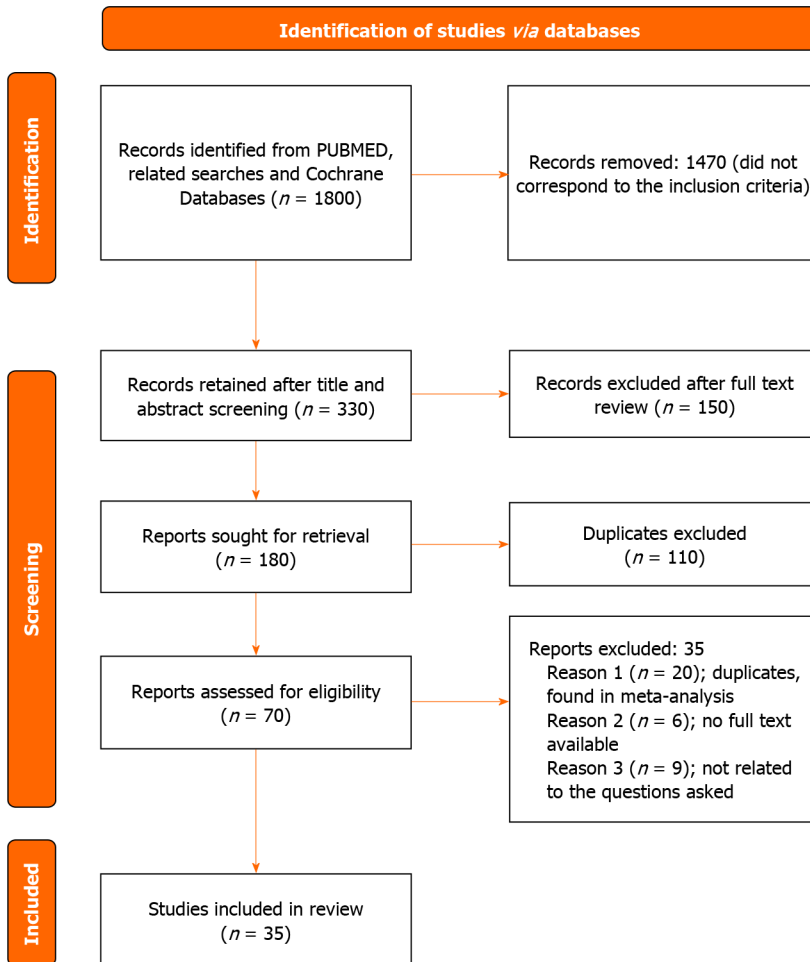 Identification of studies via databases
Identification
Records identified from PUBMED,
related searches and Cochrane
Databases (n = 1800)
Records removed: 1470 (did not
correspond to the inclusion criteria)
Screening
Records retained after title and
abstract screening (n = 330)
Records excluded after full text
review (n = 150)
Reports sought for retrieval
(n = 180)
Duplicates excluded
(n = 110)
Reports assessed for eligibility
(n = 70)
Reports excluded: 35
Reason 1 (n = 20); duplicates,
found in meta-analysis
Reason 2 (n = 6); no full text
available
Reason 3 (n = 9); not related
to the questions asked
Included
Studies included in review
(n = 35)